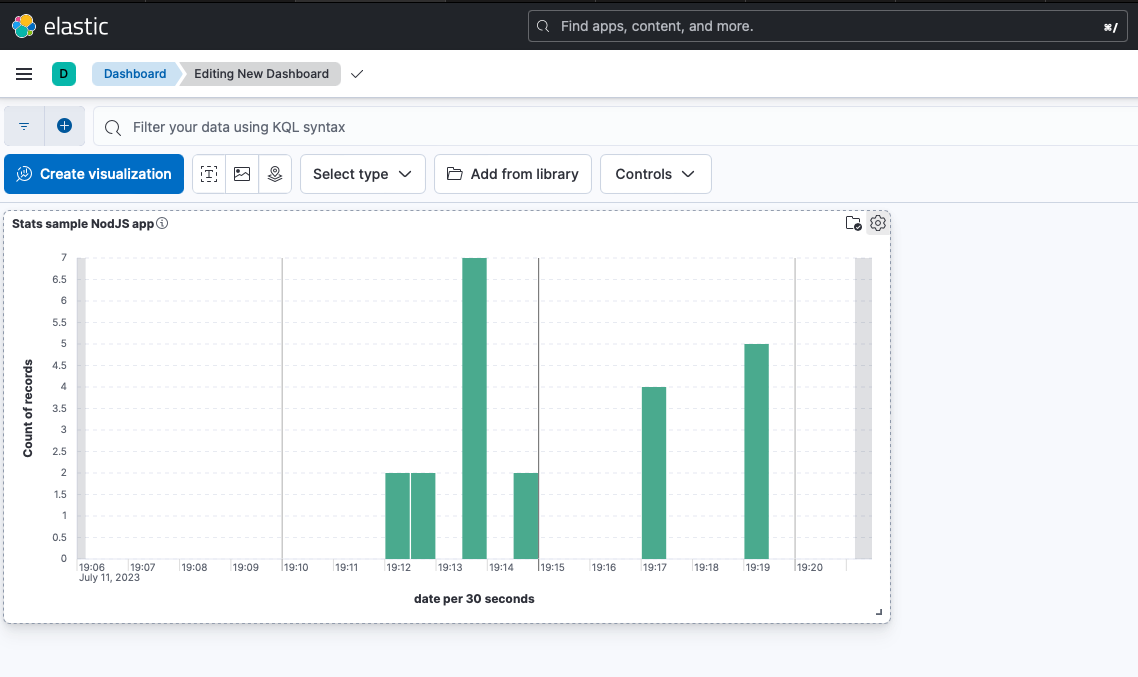 elastic
Find apps, content, and more.
⌘/
D
Dashboard
Editing New Dashboard
Filter your data using KQL syntax
Create visualization
Select type
Add from library
Controls
Stats sample NodJS app
7
6.5
6
5.5
5
4.5
4
3.5
3
2.5
2
1.5
1
0.5
0
Count of records
19:06 19:07 19:08 19:09 19:10 19:11 19:12 19:13 19:14 19:15 19:16 19:17 19:18 19:19 19:20
July 11, 2023
date per 30 seconds